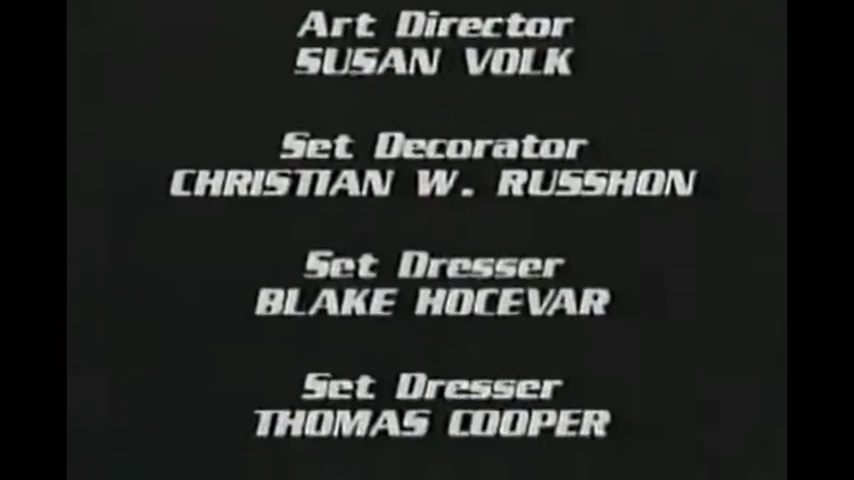 Art Director
SUSAN VOLK
Set Decorator
CHRISTIAN W. RUSSHON
Set Dresser
BLAKE HOCEVAR
Set Dresser
THOMAS COOPER